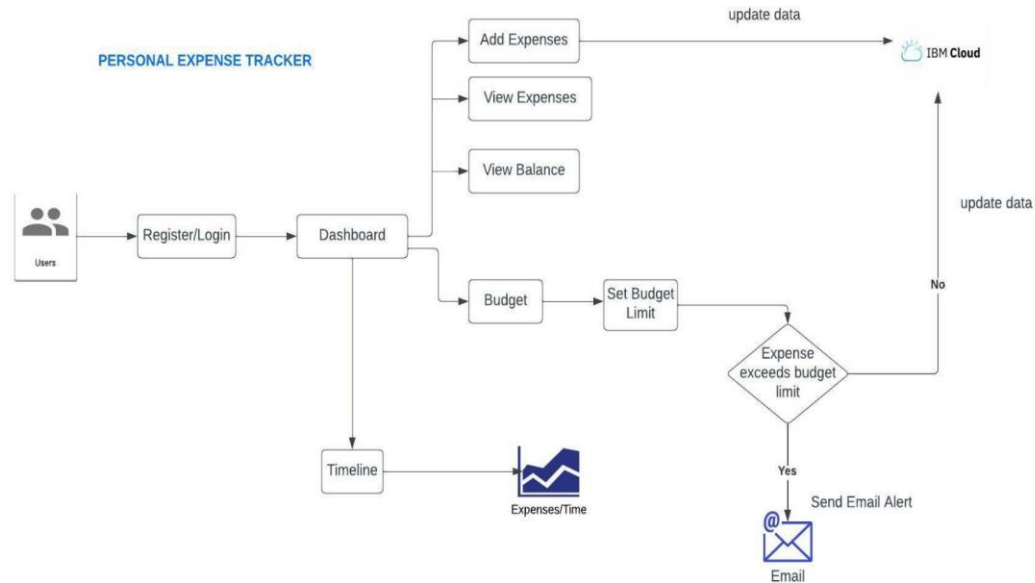 update data
Add Expenses
IBM Cloud
PERSONAL EXPENSE TRACKER
View Expenses
View Balance
update data
Register/Login
Dashboard
Users
Budget
Set Budget
Limit
No
Expense
exceeds budget
limit
Timeline
Yes
Expenses/Time
Send Email Alert
@
Email